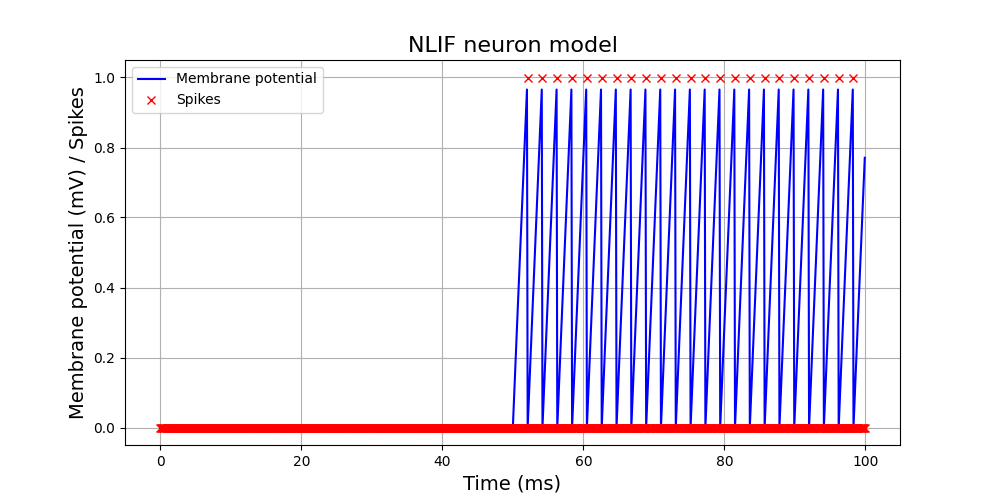 NLIF neuron model
Membrane potential
Spikes
Membrane potential (mV) / Spikes
1.0
0.8
0.6
0.4
0.2
0.0
0 20 40 60 80 100
Time (ms)